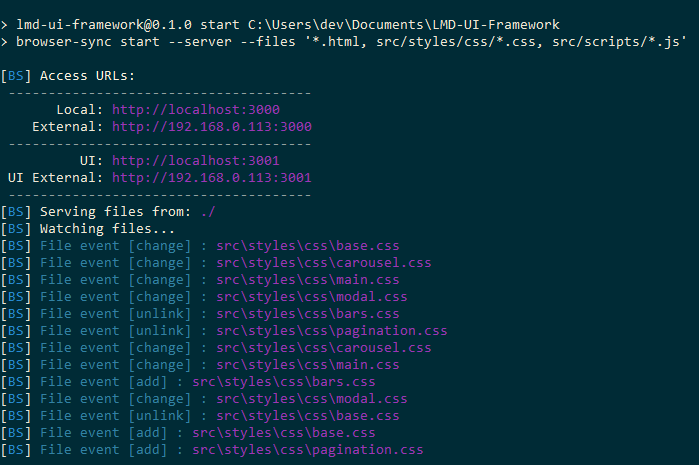 > lmd-ui-framework@0.1.0 start C:\Users\dev\Documents\LMD-UI-Framework
> browser-sync start --server --files '*.html, src/styles/css/*.css, src/scripts/*.js'
[BS] Access URLs:
--------------------------------------
Local: http://localhost:3000
External: http://192.168.0.113:3000
--------------------------------------
UI: http://localhost:3001
UI External: http://192.168.0.113:3001
--------------------------------------
[BS] Serving files from: ./
[BS] Watching files...
[BS] File event [change] : src\styles\css\base.css
[BS] File event [change] : src\styles\css\carousel.css
[BS] File event [change] : src\styles\css\main.css
[BS] File event [change] : src\styles\css\modal.css
[BS] File event [unlink] : src\styles\css\bars.css
[BS] File event [unlink] : src\styles\css\pagination.css
[BS] File event [change] : src\styles\css\carousel.css
[BS] File event [change] : src\styles\css\main.css
[BS] File event [add] : src\styles\css\bars.css
[BS] File event [change] : src\styles\css\modal.css
[BS] File event [unlink] : src\styles\css\base.css
[BS] File event [add] : src\styles\css\base.css
[BS] File event [add] : src\styles\css\pagination.css